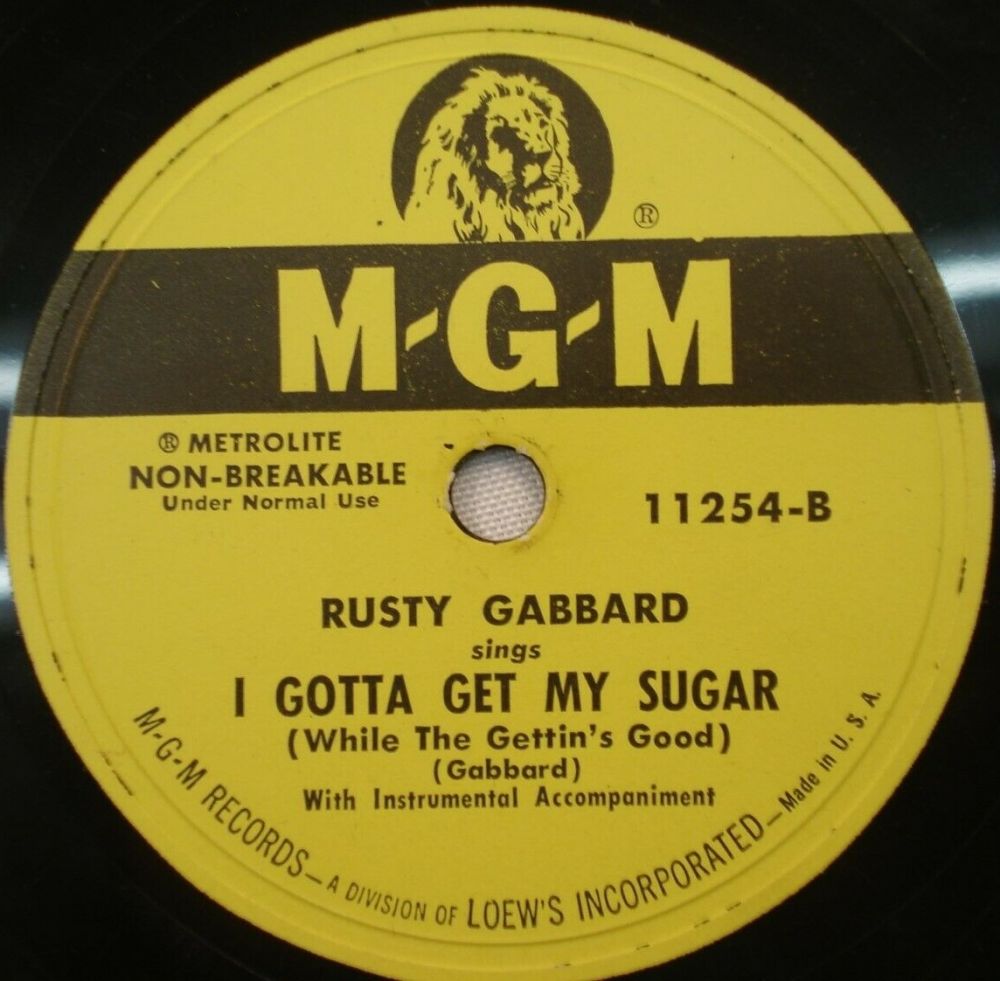 ®
M-G-M
® METROLITE
NON-BREAKABLE
Under Normal Use
11254-B
RUSTY GABBARD
sings
I GOTTA GET MY SUGAR
(While The Gettin's Good)
(Gabbard)
With Instrumental Accompaniment
M-G-M RECORDS—A DIVISION OF LOEW'S INCORPORATED—Made in U. S. A.